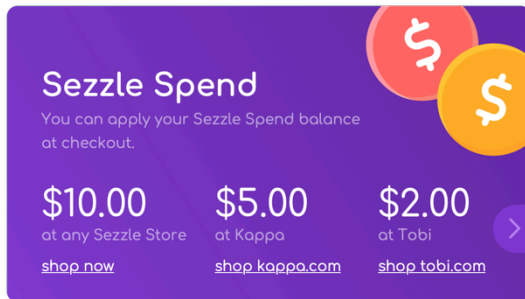 Sezzle Spend
You can apply your Sezzle Spend balance
at checkout.
$10.00 $5.00 $2.00
at any Sezzle Store at Kappa at Tobi
shop now shop kappa.com shop tobi.com